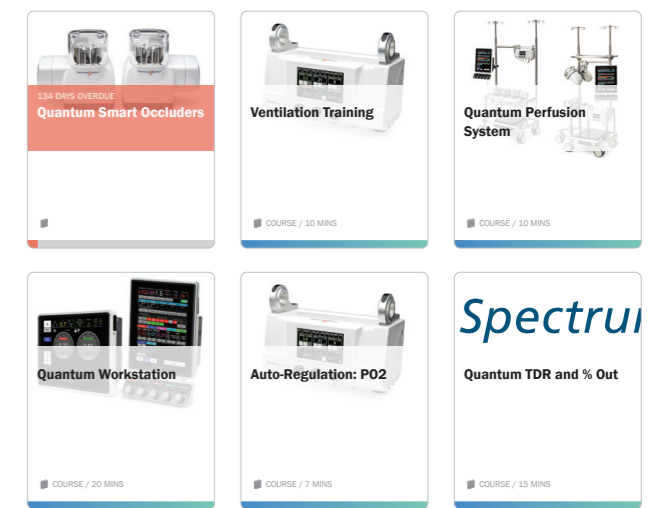 134 DAYS OVERDUE
Quantum Smart Occluders
Ventilation Training
COURSE / 10 MINS
Quantum Perfusion
System
COURSE / 10 MINS
Quantum Workstation
COURSE / 20 MINS
Auto-Regulation: PO2
COURSE / 7 MINS
Spectru
Quantum TDR and % Out
COURSE / 15 MINS